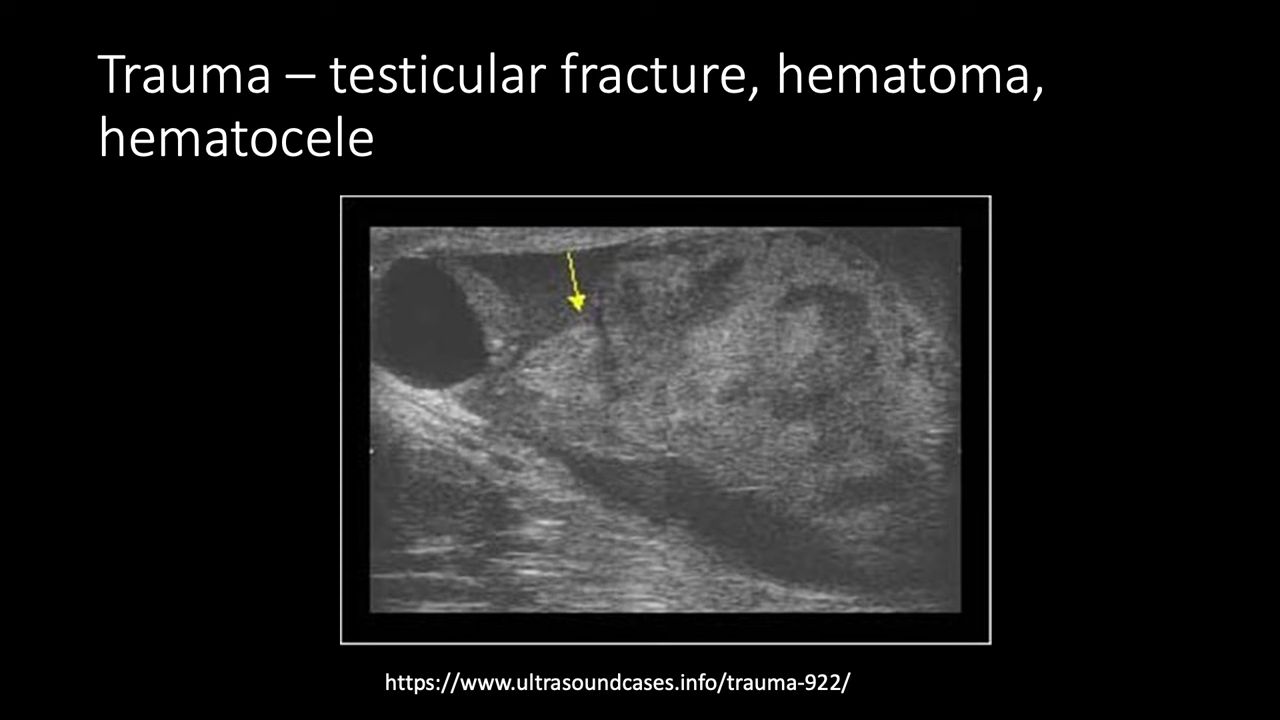 Trauma – testicular fracture, hematoma,
hematocele
https://www.ultrasoundcases.info/trauma-922/